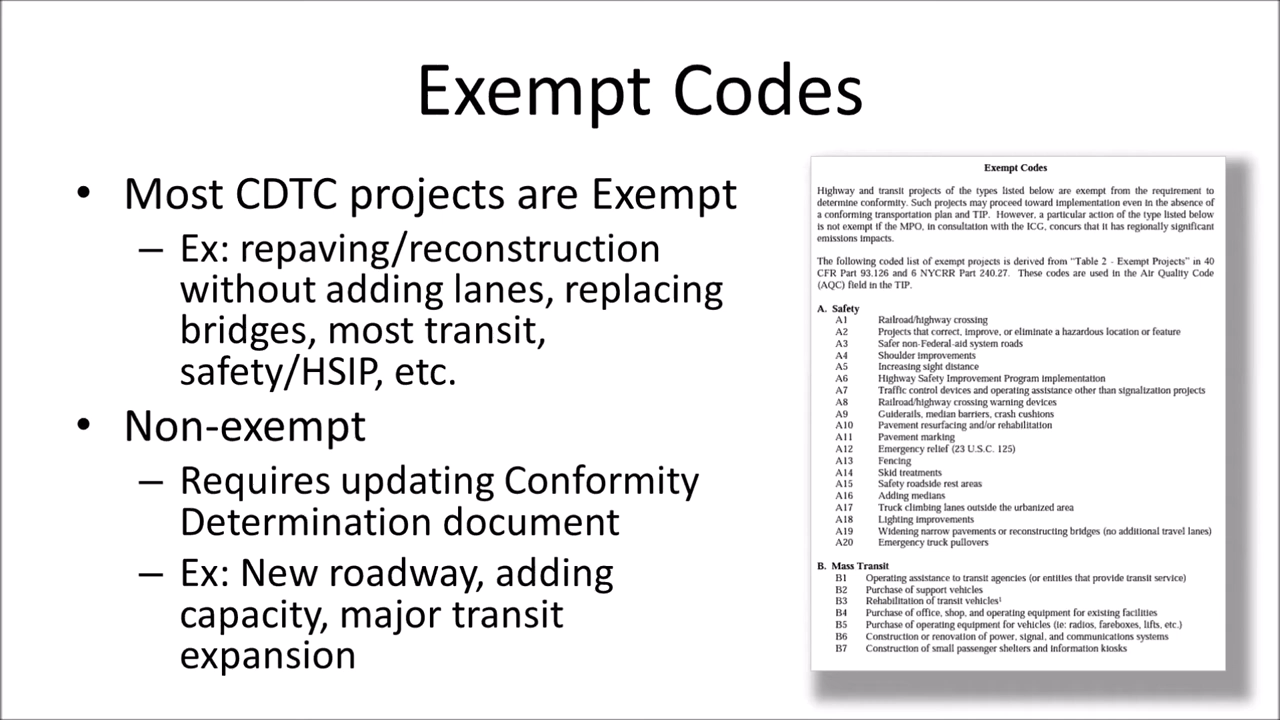 Exempt Codes
• Most CDTC projects are Exempt
– Ex: repaving/reconstruction
without adding lanes, replacing
bridges, most transit,
safety/HSIP, etc.
• Non-exempt
– Requires updating Conformity
Determination document
– Ex: New roadway, adding
capacity, major transit
expansion
Exempt Codes
Highway and transit projects of the types listed below are exempt from the requirement to
determine conformity. Such projects may proceed toward implementation even in the absence of
a conforming transportation plan and TIP. However, a particular action of the type listed below
is not exempt if the MPO, in consultation with the ICG, concurs that it has regionally significant
emissions impacts.
The following coded list of exempt projects is derived from "Table 2 - Exempt Projects" in 40
CFR Part 93.126 and 6 NYCRR Part 240.27. These codes are used in the Air Quality Code
(AQC) field in the TIP.
A. Safety
A1 Railroad/highway crossing
A2 Projects that correct, improve, or eliminate a hazardous location or feature
A3 Safer non-Federal-aid system roads
A4 Shoulder improvements
A5 Increasing sight distance
A6 Highway Safety Improvement Program implementation
A7 Traffic control devices and operating assistance other than signalization projects
A8 Railroad/highway crossing warning devices
A9 Guiderails, median barriers, crash cushions
A10 Pavement resurfacing and/or rehabilitation
A11 Pavement marking
A12 Emergency relief (23 U.S.C. 125)
A13 Fencing
A14 Skid treatments
A15 Safety roadside rest areas
A16 Adding medians
A17 Truck climbing lanes outside the urbanized area
A18 Lighting improvements
A19 Widening narrow pavements or reconstructing bridges (no additional travel lanes)
A20 Emergency truck pullovers
B. Mass Transit
B1 Operating assistance to transit agencies (or entities that provide transit service)
B2 Purchase of support vehicles
B3 Rehabilitation of transit vehicles¹
B4 Purchase of office, shop, and operating equipment for existing facilities
B5 Purchase of operating equipment for vehicles (ie: radios, fareboxes, lifts, etc.)
B6 Construction or renovation of power, signal, and communications systems
B7 Construction of small passenger shelters and information kiosks